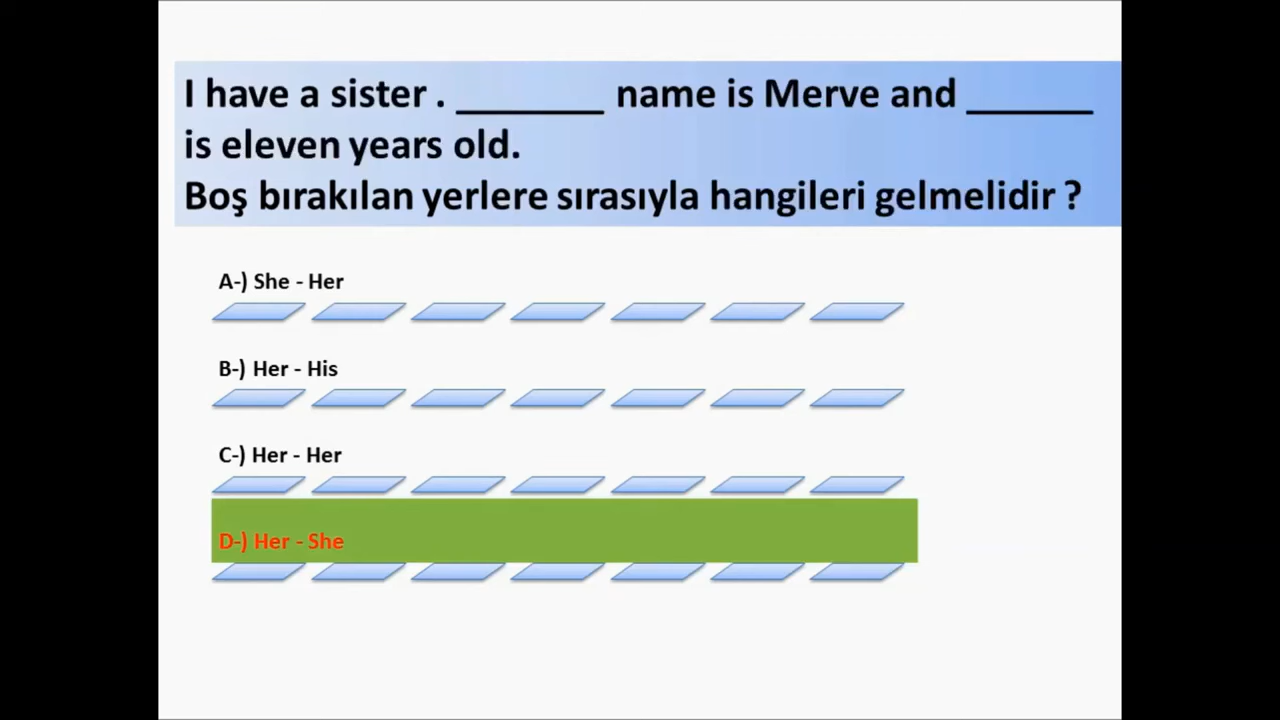 I have a sister . _______ name is Merve and ______
is eleven years old.
Boş bırakılan yerlere sırasıyla hangileri gelmelidir ?
A-) She - Her
B-) Her - His
C-) Her - Her
D-) Her - She